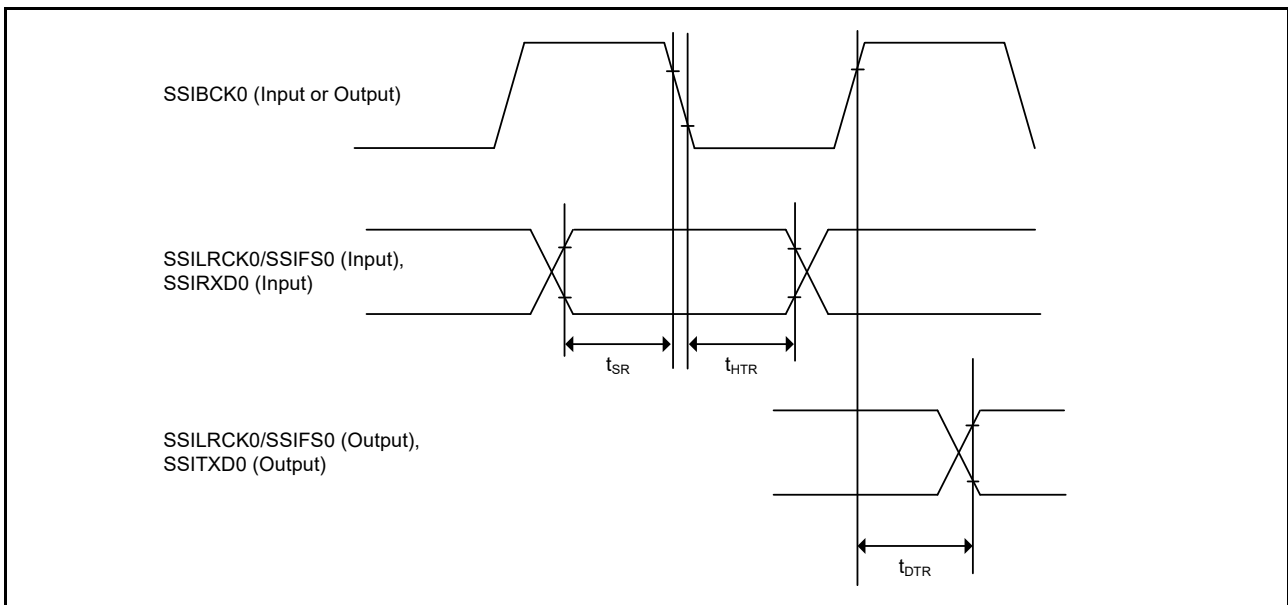 SSIBCK0 (Input or Output)
SSILRCK0/SSIFS0 (Input),
SSIRXD0 (Input)
tSR
tHTR
SSILRCK0/SSIFS0 (Output),
SSITXD0 (Output)
tDTR